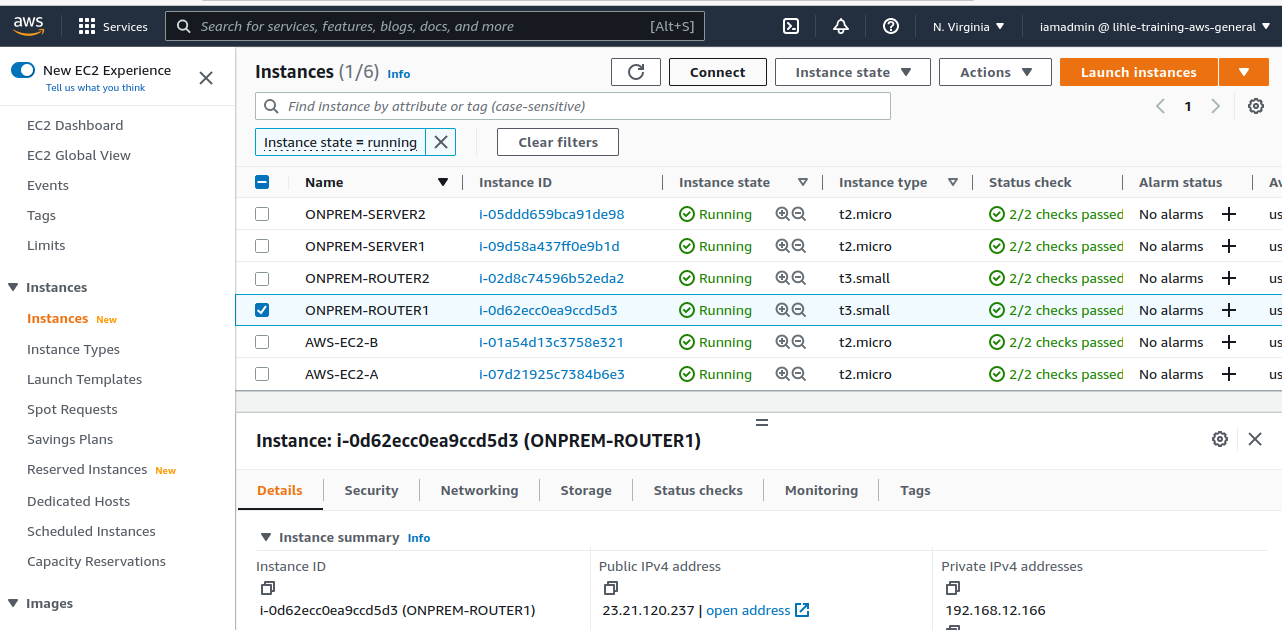 aws Services Search for services, features, blogs, docs, and more [Alt+S] N. Virginia iamadmin @ lihle-training-aws-general
New EC2 Experience
Tell us what you think
EC2 Dashboard
EC2 Global View
Events
Tags
Limits
Instances
Instances New
Instance Types
Launch Templates
Spot Requests
Savings Plans
Reserved Instances New
Dedicated Hosts
Scheduled Instances
Capacity Reservations
Images
Instances (1/6) Info Connect Instance state Actions Launch instances
Find instance by attribute or tag (case-sensitive) 1
Instance state = running Clear filters
Name Instance ID Instance state Instance type Status check Alarm status Av
ONPREM-SERVER2 i-05ddd659bca91de98 Running t2.micro 2/2 checks passed No alarms us
ONPREM-SERVER1 i-09d58a437ff0e9b1d Running t2.micro 2/2 checks passed No alarms us
ONPREM-ROUTER2 i-02d8c74596b52eda2 Running t3.small 2/2 checks passed No alarms us
ONPREM-ROUTER1 i-0d62ecc0ea9ccd5d3 Running t3.small 2/2 checks passed No alarms us
AWS-EC2-B i-01a54d13c3758e321 Running t2.micro 2/2 checks passed No alarms us
AWS-EC2-A i-07d21925c7384b6e3 Running t2.micro 2/2 checks passed No alarms us
Instance: i-0d62ecc0ea9ccd5d3 (ONPREM-ROUTER1)
Details Security Networking Storage Status checks Monitoring Tags
Instance summary Info
Instance ID Public IPv4 address Private IPv4 addresses
i-0d62ecc0ea9ccd5d3 (ONPREM-ROUTER1) 23.21.120.237 | open address 192.168.12.166